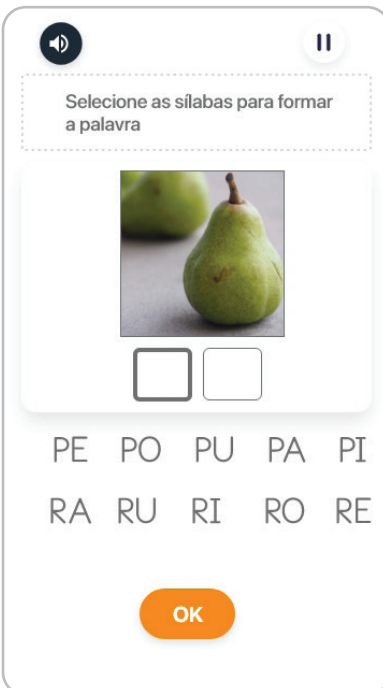 Selecione as sílabas para formar
a palavra
PE PO PU PA PI
RA RU RI RO RE
OK